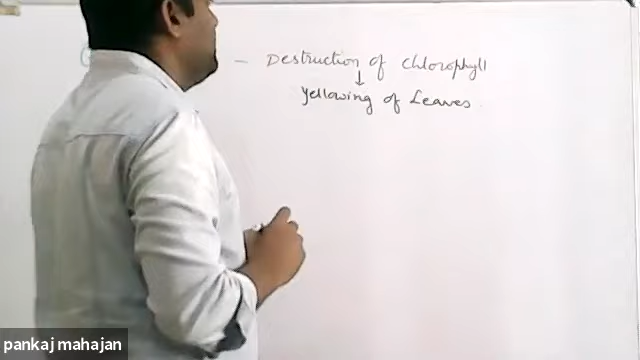 - Destruction of chlorophyll
↓
Yellowing of Leaves
pankaj mahajan